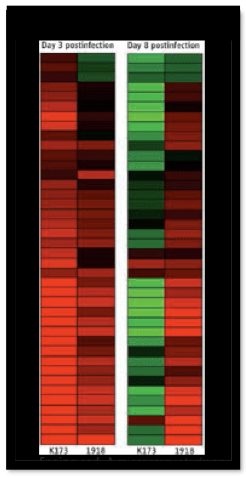 Day 3 postinfection Day 8 postinfection
K173 1918 K173 1918